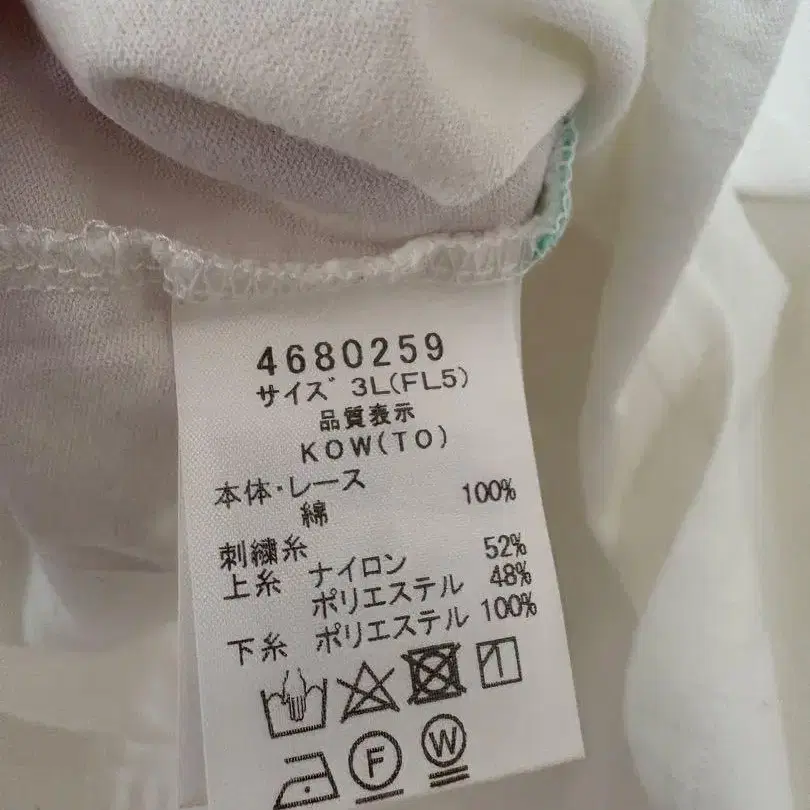 4680259
サイズ 3L(FL5)
品質表示
KOW(TO)
本体・レース
綿 100%
刺繍糸
上糸 ナイロン 52%
ポリエステル 48%
下糸 ポリエステル 100%
F W